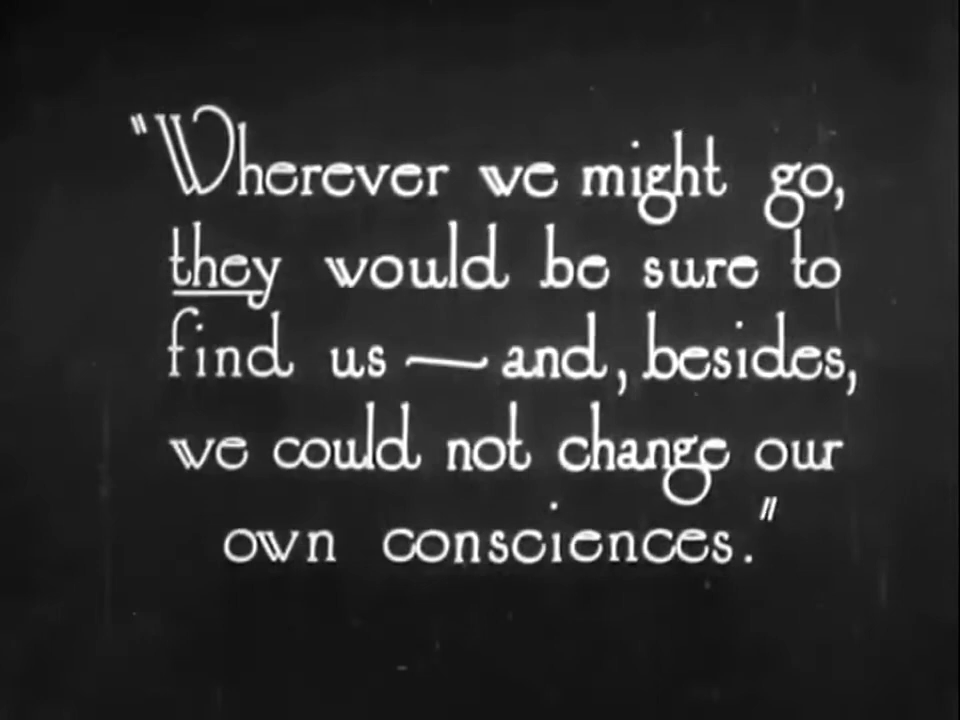 "Wherever we might go,
they would be sure to
find us — and, besides,
we could not change our
own consciences."